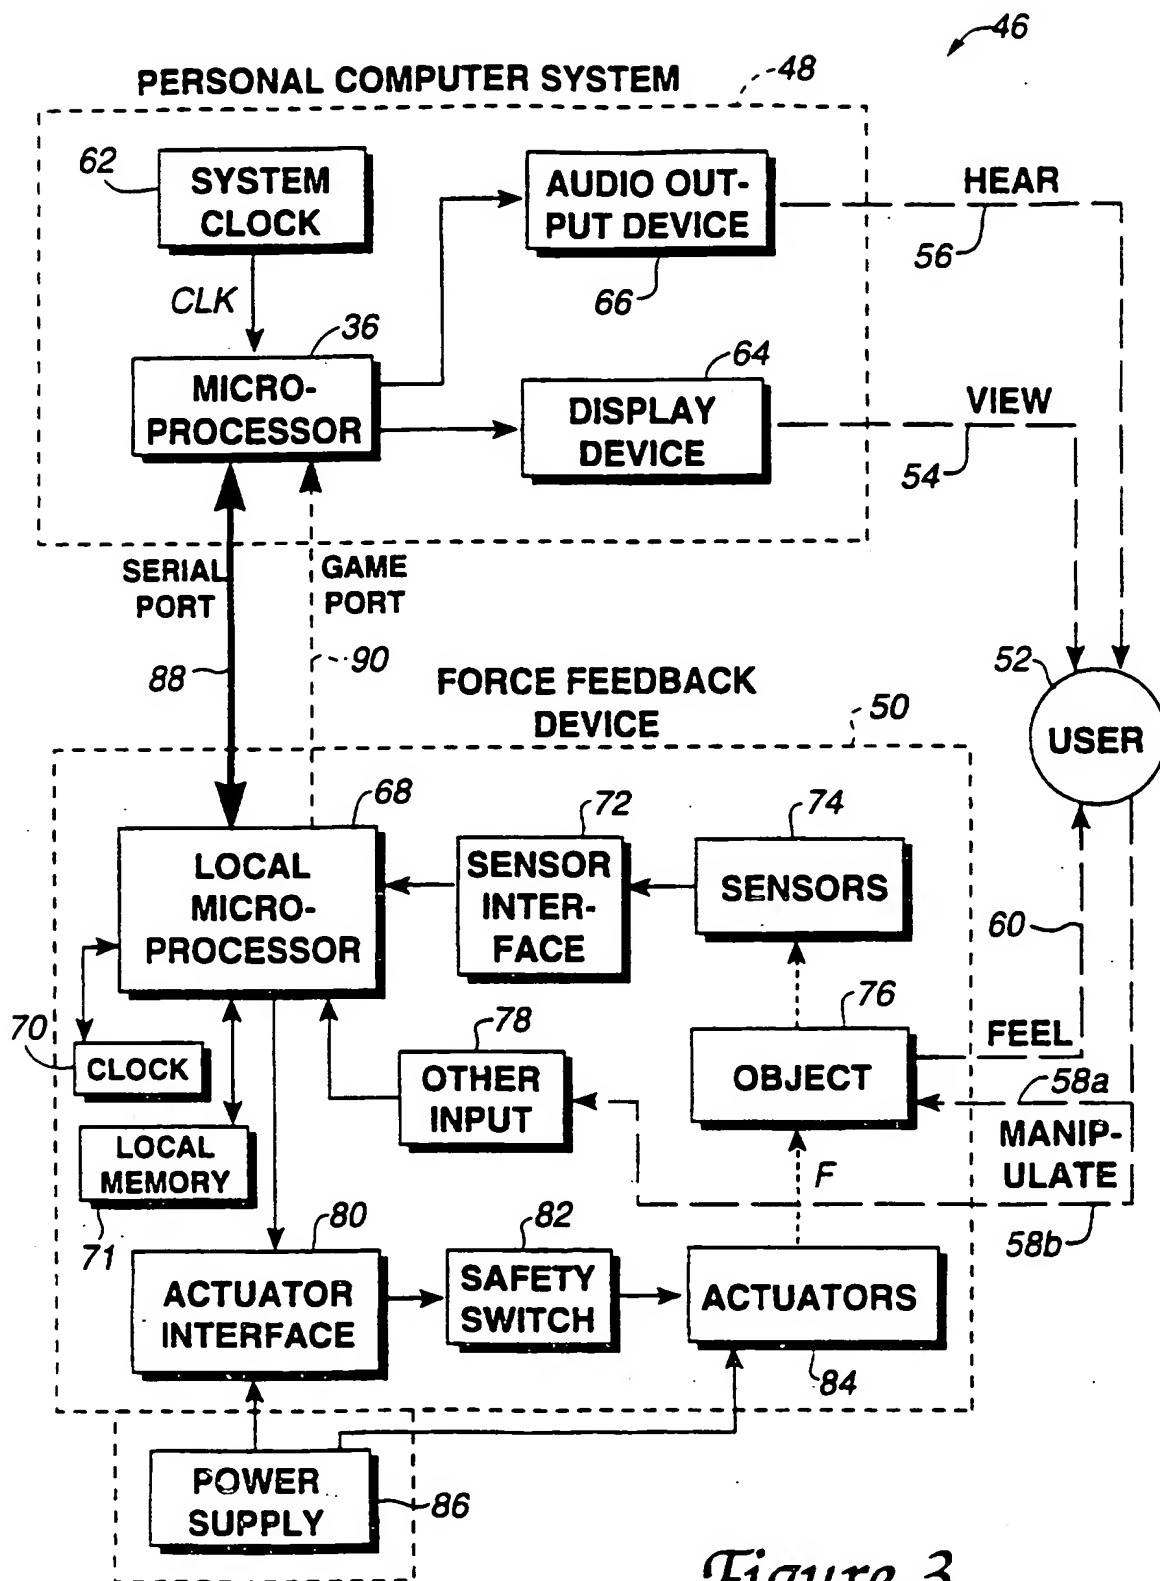 46
PERSONAL COMPUTER SYSTEM
48
62
SYSTEM
CLOCK
AUDIO OUT-
PUT DEVICE
66
HEAR
56
CLK
36
MICRO-
PROCESSOR
64
DISPLAY
DEVICE
VIEW
54
SERIAL
PORT
GAME
PORT
88
90
FORCE FEEDBACK
DEVICE
50
52
USER
68
LOCAL
MICRO-
PROCESSOR
72
SENSOR
INTER-
FACE
74
SENSORS
60
70
CLOCK
78
OTHER
INPUT
76
OBJECT
FEEL
58a
MANIP-
ULATE
58b
LOCAL
MEMORY
71
F
80
ACTUATOR
INTERFACE
82
SAFETY
SWITCH
ACTUATORS
84
POWER
SUPPLY
86
Figure 3